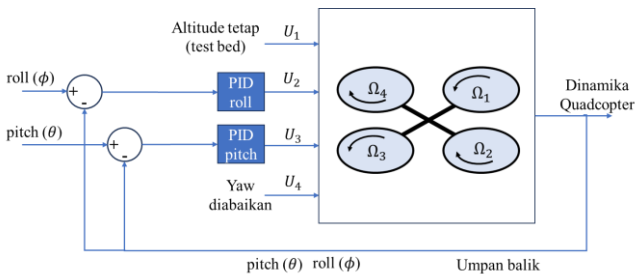 Altitude tetap
(test bed)
U₁
roll (ϕ)
+
-
PID
roll
U₂
pitch (θ)
+
-
PID
pitch
U₃
Yaw
diabaikan
U₄
Ω₄
Ω₁
Ω₃
Ω₂
Dinamika
Quadcopter
pitch (θ) roll (ϕ)
Umpan balik